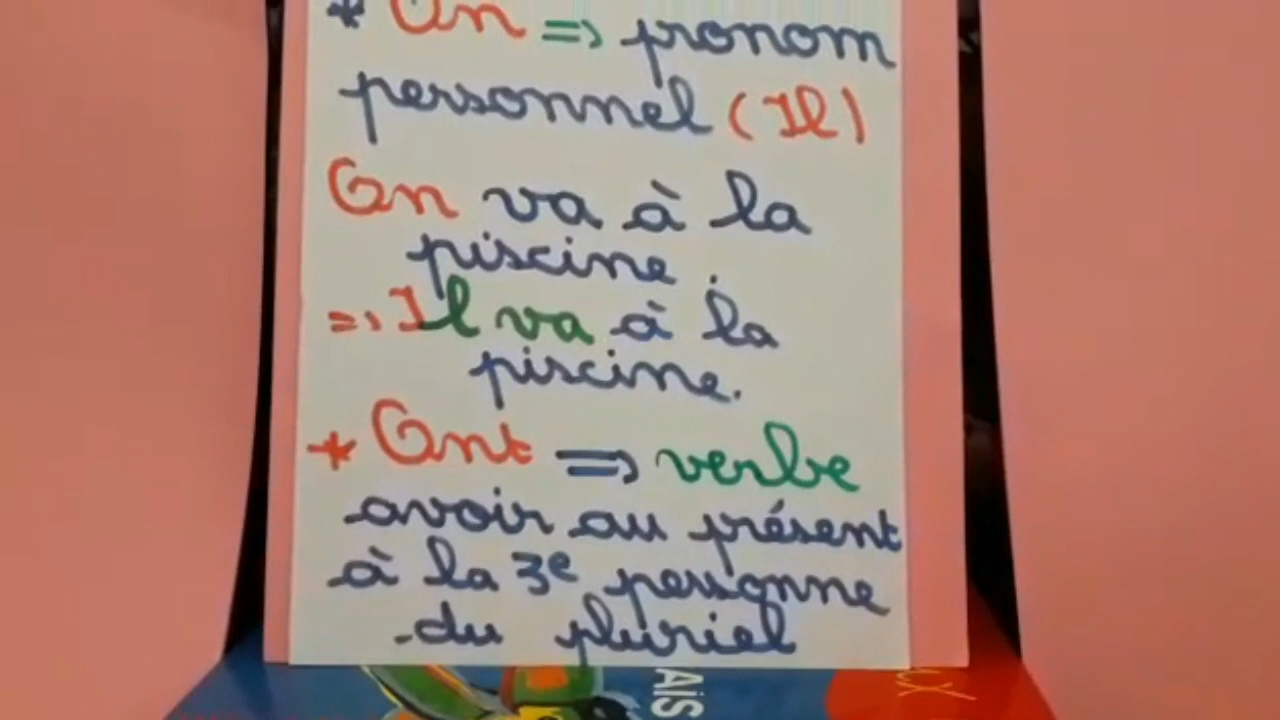 * On => pronom
personnel (Il)
On va à la
piscine.
=> Il va à la
piscine.
* Ont => verbe
avoir au présent
à la 3e personne
du pluriel
AIS